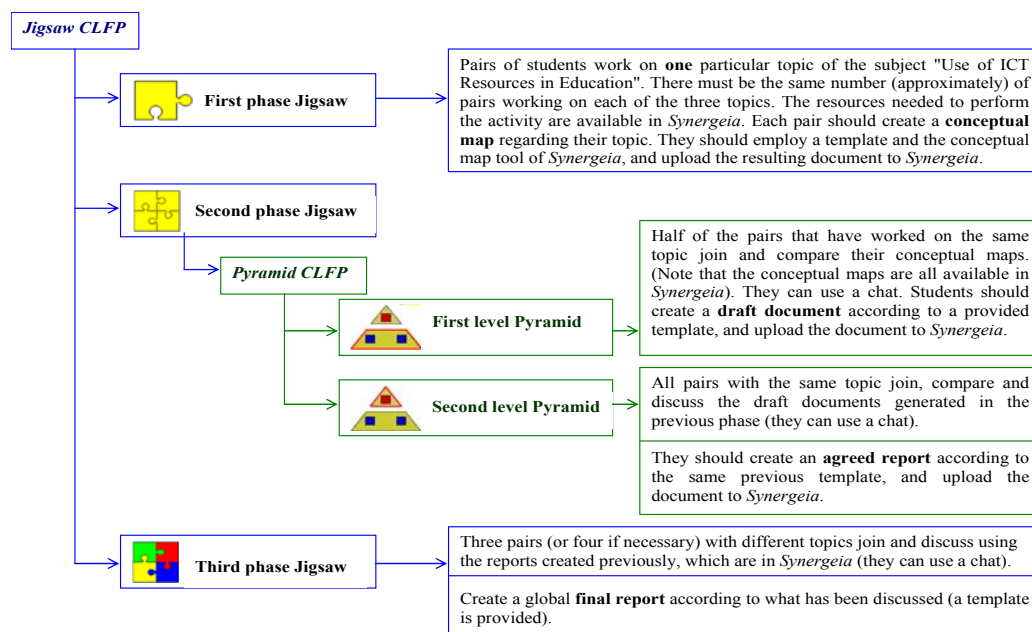 Jigsaw CLFP
First phase Jigsaw
Pairs of students work on one particular topic of the subject "Use of ICT
Resources in Education". There must be the same number (approximately) of
pairs working on each of the three topics. The resources needed to perform
the activity are available in Synergeia. Each pair should create a conceptual
map regarding their topic. They should employ a template and the conceptual
map tool of Synergeia, and upload the resulting document to Synergeia.
Second phase Jigsaw
Pyramid CLFP
First level Pyramid
Half of the pairs that have worked on the same
topic join and compare their conceptual maps.
(Note that the conceptual maps are all available in
Synergeia). They can use a chat. Students should
create a draft document according to a provided
template, and upload the document to Synergeia.
Second level Pyramid
All pairs with the same topic join, compare and
discuss the draft documents generated in the
previous phase (they can use a chat).
They should create an agreed report according to
the same previous template, and upload the
document to Synergeia.
Third phase Jigsaw
Three pairs (or four if necessary) with different topics join and discuss using
the reports created previously, which are in Synergeia (they can use a chat).
Create a global final report according to what has been discussed (a template
is provided).